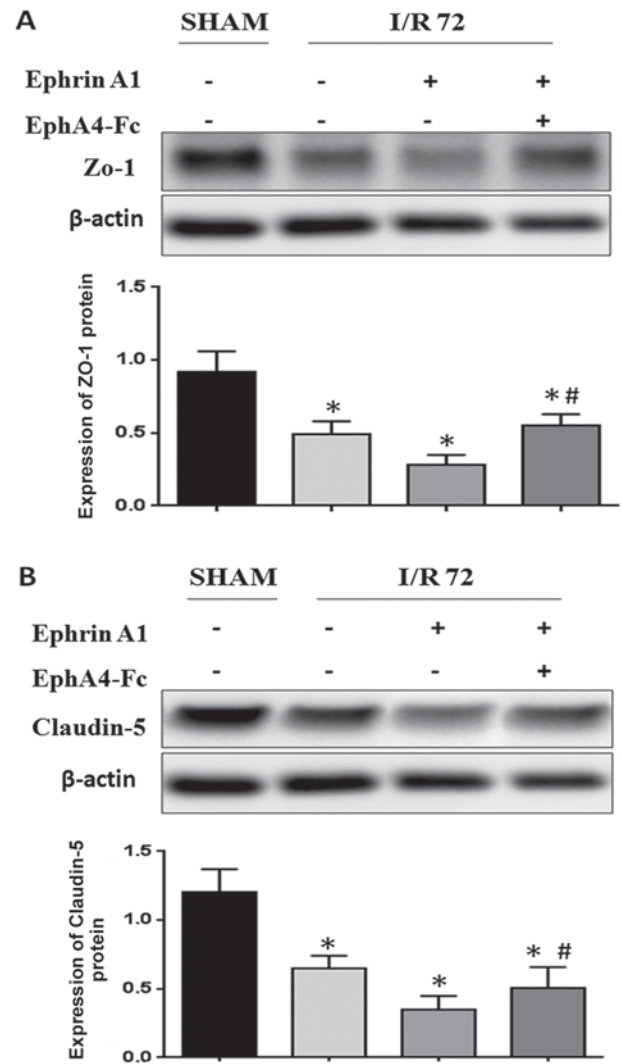 A
SHAM I/R 72
Ephrin A1 - - + +
EphA4-Fc - - - +
Zo-1
β-actin
Expression of ZO-1 protein
1.5
1.0
0.5
0.0
* * * #
B
SHAM I/R 72
Ephrin A1 - - + +
EphA4-Fc - - - +
Claudin-5
β-actin
Expression of Claudin-5
protein
1.5
1.0
0.5
0.0
* * * #